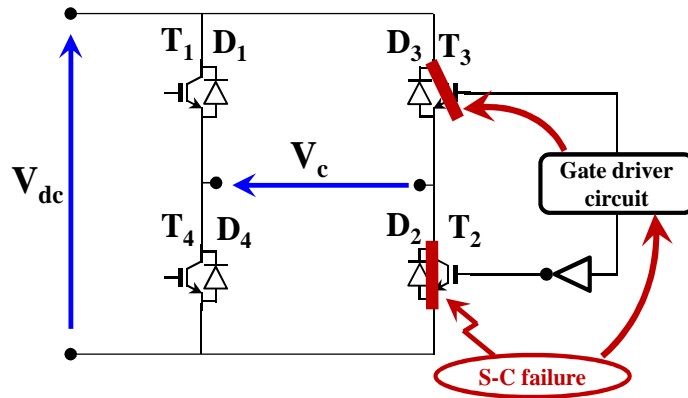 T1 D1
D3 T3
Vdc
Vc
Gate driver
circuit
T4 D4
D2 T2
S-C failure